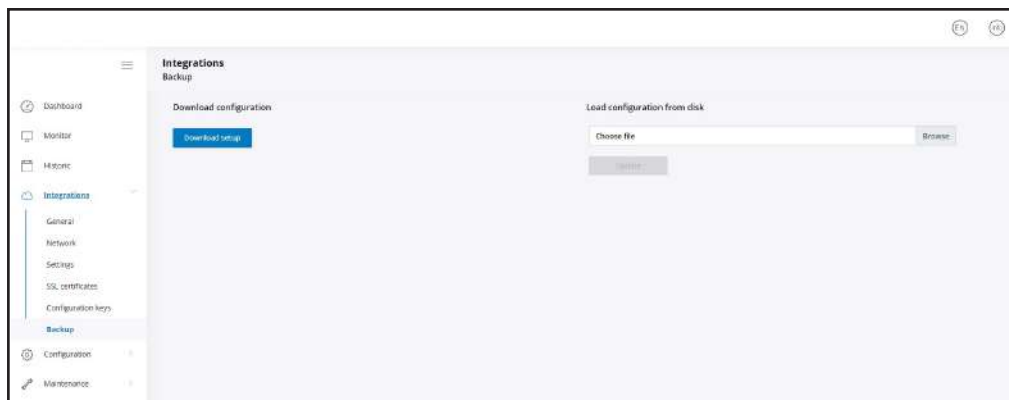 EN
Integrations
Backup
Dashboard
Download configuration
Load configuration from disk
Monitor
Download setup
Choose file
Browse
Historic
Integrations
General
Network
Settings
SSL certificates
Configuration keys
Backup
Configuration
Maintenance